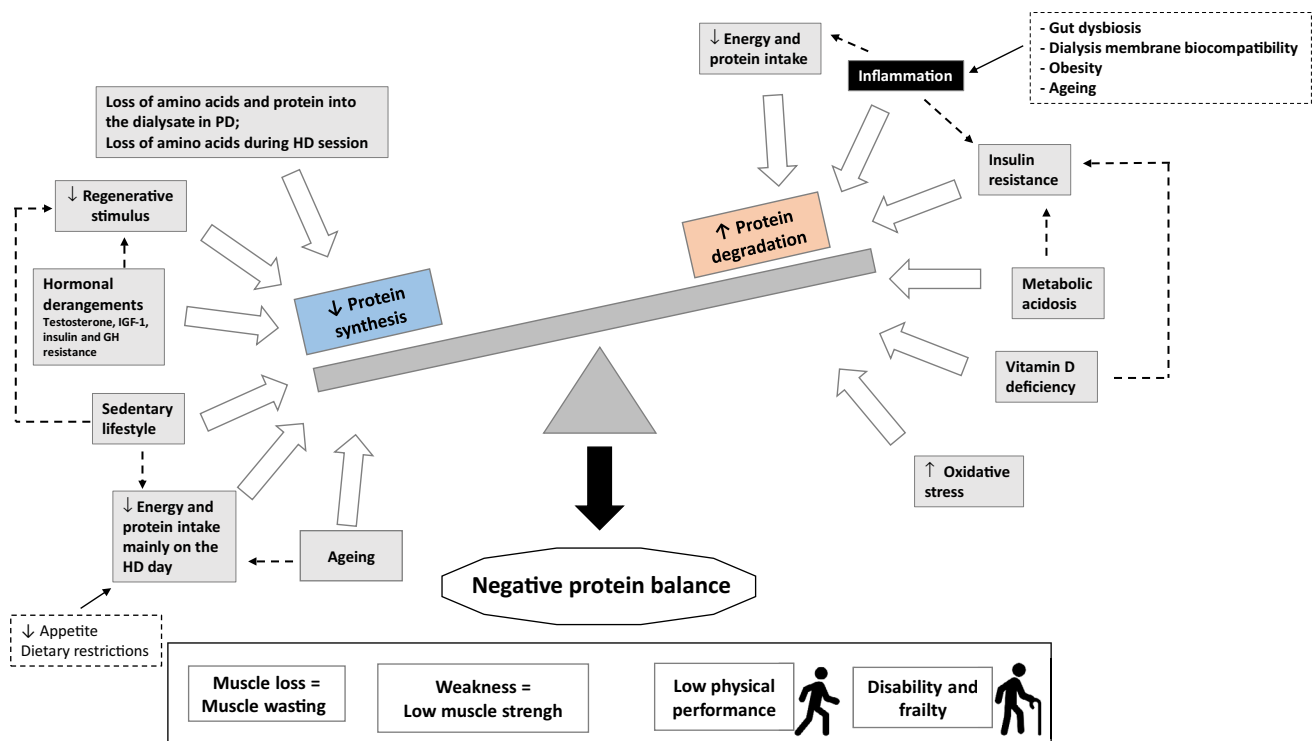 ↓ Energy and
protein intake
Inflammation
- Gut dysbiosis
- Dialysis membrane biocompatibility
- Obesity
- Ageing
Loss of amino acids and protein into
the dialysate in PD;
Loss of amino acids during HD session
Insulin
resistance
↓ Regenerative
stimulus
↑ Protein
degradation
Hormonal
derangements
Testosterone, IGF-1,
insulin and GH
resistance
↓ Protein
synthesis
Metabolic
acidosis
Vitamin D
deficiency
Sedentary
lifestyle
↑ Oxidative
stress
↓ Energy and
protein intake
mainly on the
HD day
Ageing
Negative protein balance
↓ Appetite
Dietary restrictions
Muscle loss =
Muscle wasting
Weakness =
Low muscle strengh
Low physical
performance
Disability and
frailty